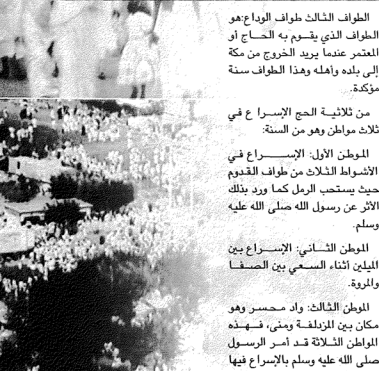 الطواف الثالث طواف الوداع:هو
الطواف الذي يقوم به الحاج أو
المعتمر عندما يريد الخروج من مكة
إلى بلده وأهله وهذا الطواف سنة
مؤكدة.
من ثلاثية الحج الإسرا ع في
ثلاث مواطن وهو من السنة:
الموطن الأول: الإســـراع في
الأشواط الثلاث من طواف القدوم
حيث يستحب الرمل كما ورد بذلك
الأثر عن رسول الله صلى الله عليه
وسلم.
الموطن الثـــاني: الإسراع بين
الميلين أثناء السعي بين الصفا
والمروة.
الموطن الثالث: واد محسر وهو
مكان بين المزدلفة ومنى، فهذه
المواطن الثلاثة قد أمر الرسول
صلى الله عليه وسلم بالإسراع فيها